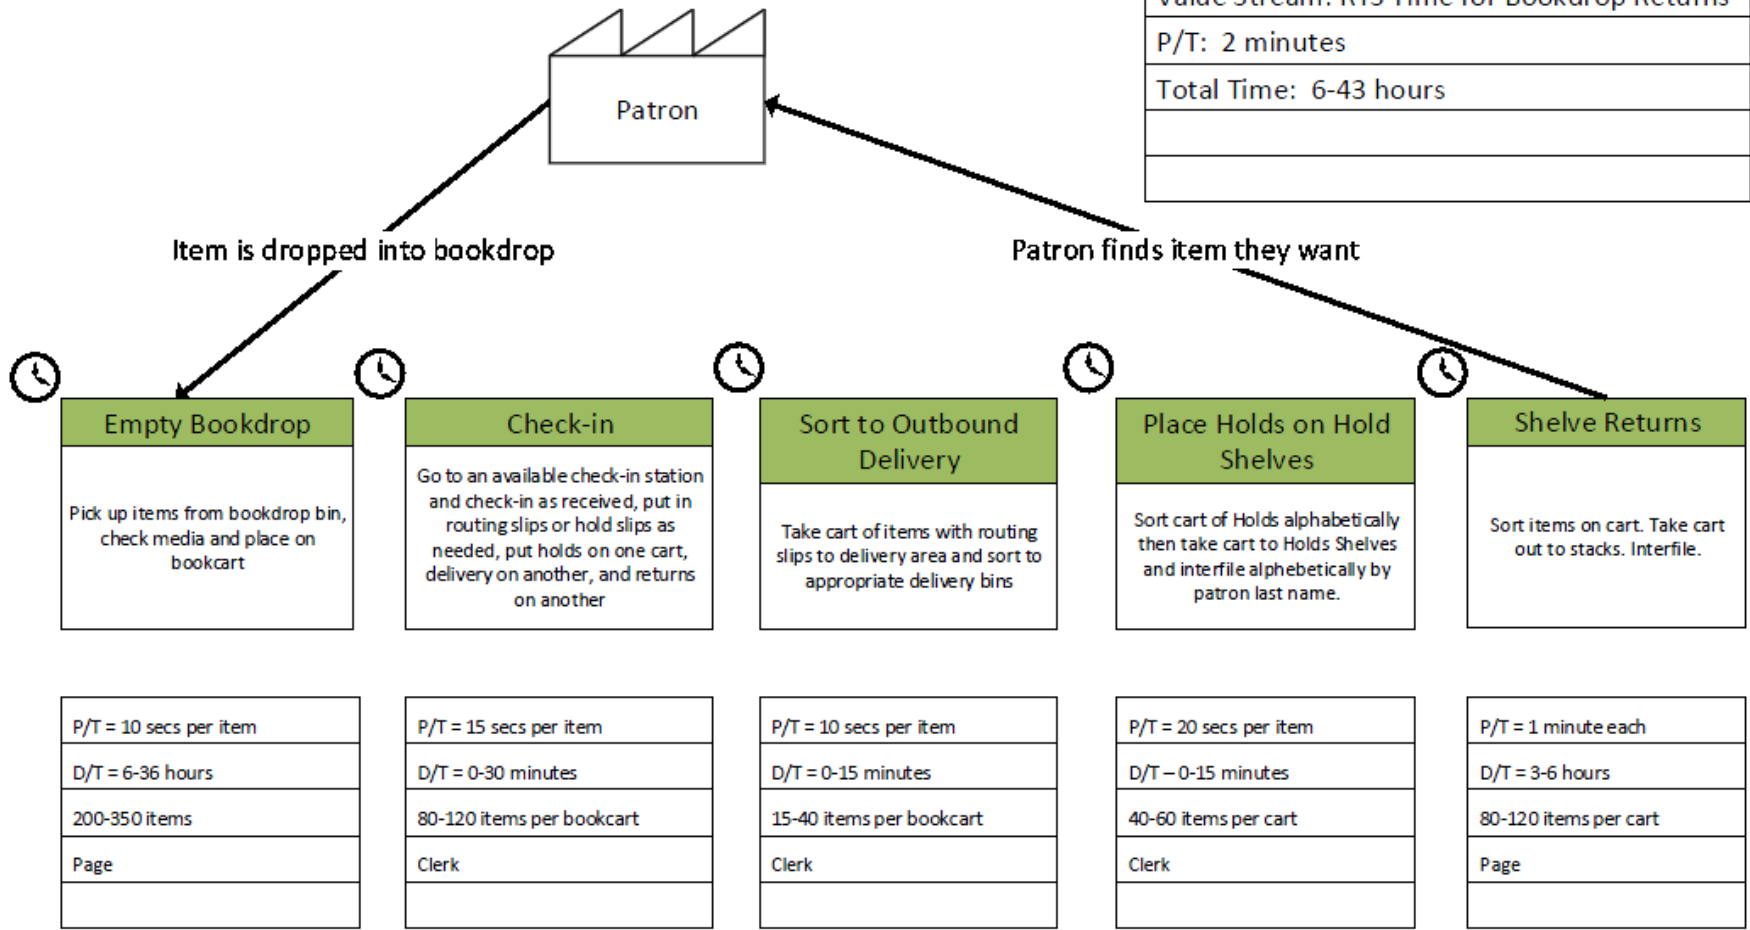 Value Stream: RTS Time for Bookdrop Returns
P/T:  2 minutes
Total Time:  6-43 hours
Patron
Item is dropped into bookdrop
Patron finds item they want
Empty Bookdrop
Pick up items from bookdrop bin,
check media and place on
bookcart
Check-in
Go to an available check-in station
and check-in as received, put in
routing slips or hold slips as
needed, put holds on one cart,
delivery on another, and returns
on another
Sort to Outbound
Delivery
Take cart of items with routing
slips to delivery area and sort to
appropriate delivery bins
Place Holds on Hold
Shelves
Sort cart of Holds alphabetically
then take cart to Holds Shelves
and interfile alphebetically by
patron last name.
Shelve Returns
Sort items on cart. Take cart
out to stacks. Interfile.
P/T = 10 secs per item
D/T = 6-36 hours
200-350 items
Page
P/T = 15 secs per item
D/T = 0-30 minutes
80-120 items per bookcart
Clerk
P/T = 10 secs per item
D/T = 0-15 minutes
15-40 items per bookcart
Clerk
P/T = 20 secs per item
D/T – 0-15 minutes
40-60 items per cart
Clerk
P/T = 1 minute each
D/T = 3-6 hours
80-120 items per cart
Page